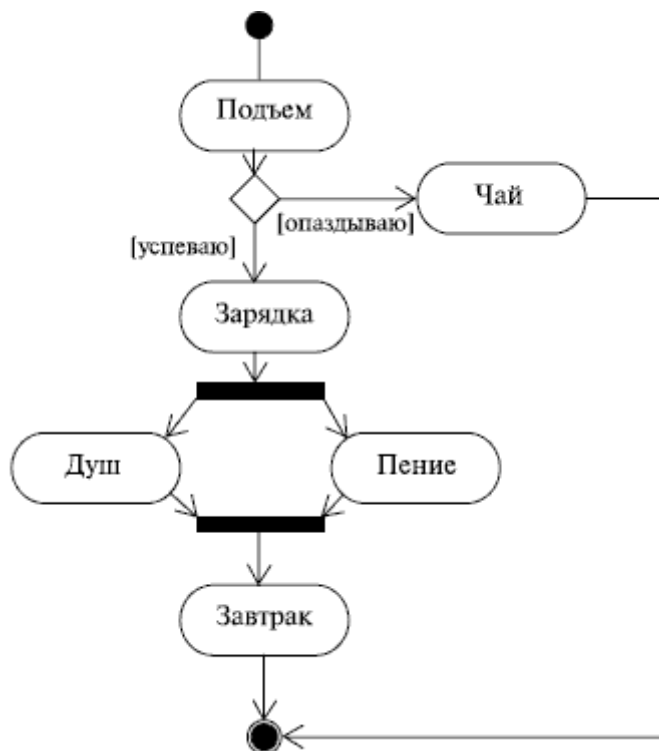 Подъем
Чай
[опаздываю]
[успеваю]
Зарядка
Душ
Пение
Завтрак